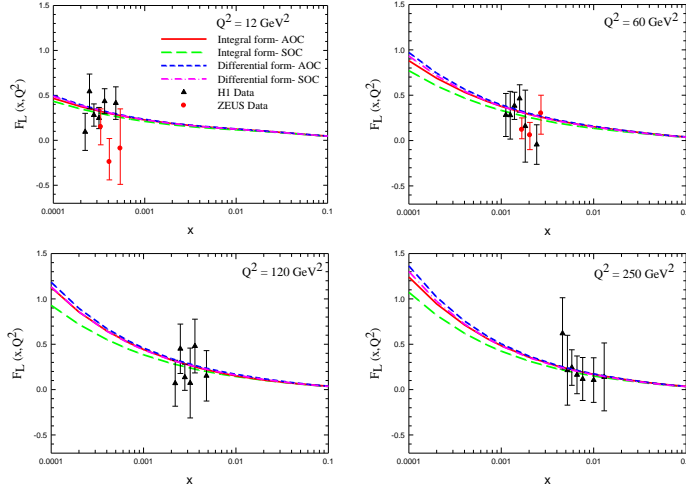 Q² = 12 GeV²
Integral form- AOC
Integral form- SOC
Differential form- AOC
Differential form- SOC
H1 Data
ZEUS Data
F_L (x, Q²)
1.5
1.0
0.5
0.0
-0.5
0.0001
0.001
0.01
0.1
x
Q² = 60 GeV²
F_L (x, Q²)
1.5
1.0
0.5
0.0
-0.5
0.0001
0.001
0.01
0.1
x
Q² = 120 GeV²
F_L (x, Q²)
1.5
1.0
0.5
0.0
-0.5
0.0001
0.001
0.01
0.1
x
Q² = 250 GeV²
F_L (x, Q²)
1.5
1.0
0.5
0.0
-0.5
0.0001
0.001
0.01
0.1
x